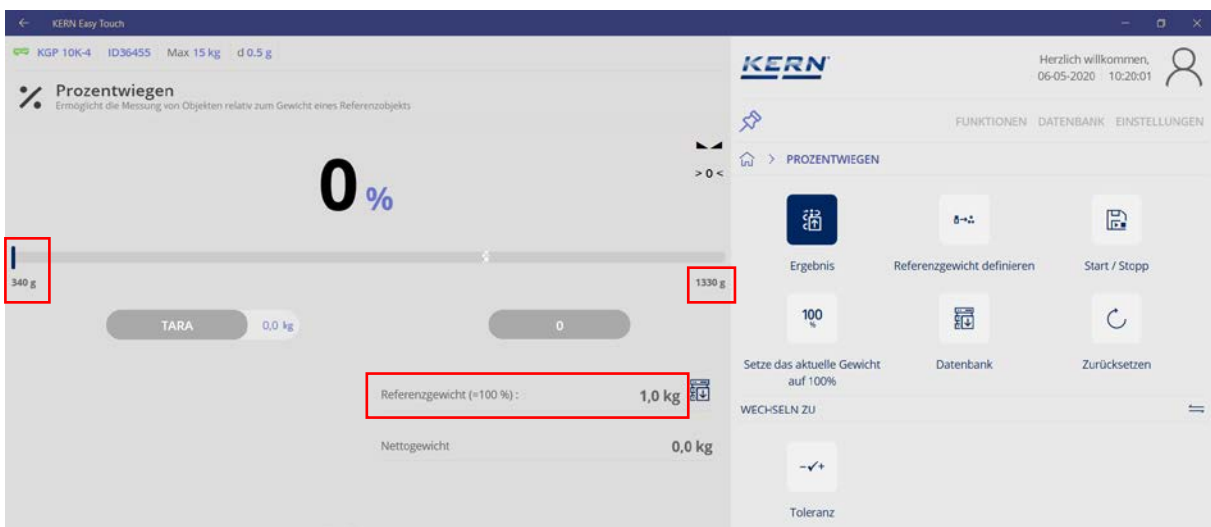 KERN Easy Touch
KGP 10K-4 ID36455 Max 15 kg d 0.5 g
Prozentwiegen
Ermöglicht die Messung von Objekten relativ zum Gewicht eines Referenzobjekts
0 %
> 0 <
340 g
1330 g
TARA 0,0 kg
0
Referenzgewicht (=100 %) : 1,0 kg
Nettogewicht 0,0 kg
KERN
Herzlich willkommen,
06-05-2020 10:20:01
FUNKTIONEN DATENBANK EINSTELLUNGEN
> PROZENTWIEGEN
Ergebnis Referenzgewicht definieren Start / Stopp
100
%
Setze das aktuelle Gewicht
auf 100% Datenbank Zurücksetzen
WECHSELN ZU
Toleranz